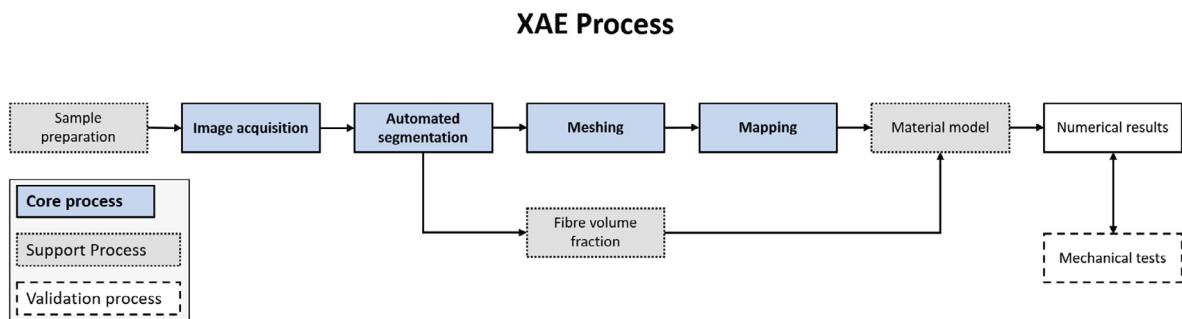 XAE Process
Sample
preparation
Image acquisition
Automated
segmentation
Meshing
Mapping
Material model
Numerical results
Core process
Support Process
Validation process
Fibre volume
fraction
Mechanical tests